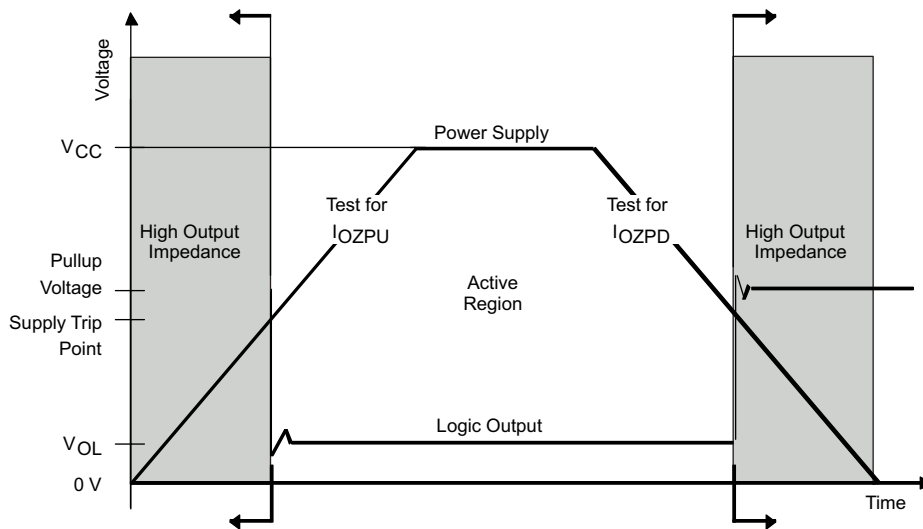 Voltage
VCC
Power Supply
Test for
IOZPU
Test for
IOZPD
High Output
Impedance
High Output
Impedance
Pullup
Voltage
Active
Region
Supply Trip
Point
Logic Output
VOL
0 V
Time